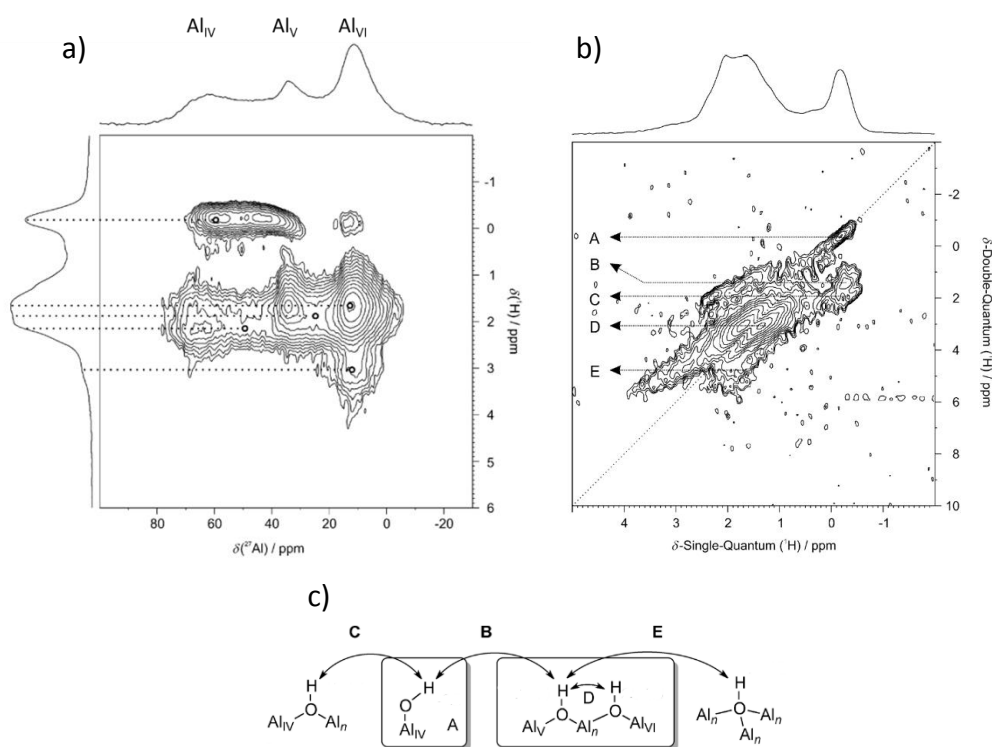 a)
Al_IV Al_V Al_VI
-1
0
1
2
3
4
5
6
δ(¹H) / ppm
80 60 40 20 0 -20
δ(²⁷Al) / ppm
b)
A
B
C
D
E
-2
0
2
4
6
8
10
δ-Double-Quantum (¹H) / ppm
4 3 2 1 0 -1
δ-Single-Quantum (¹H) / ppm
c)
C B E
H H H H H
O O O D O O
Al_IV Al_n Al_IV A Al_V Al_n Al_VI Al_n Al_n Al_n